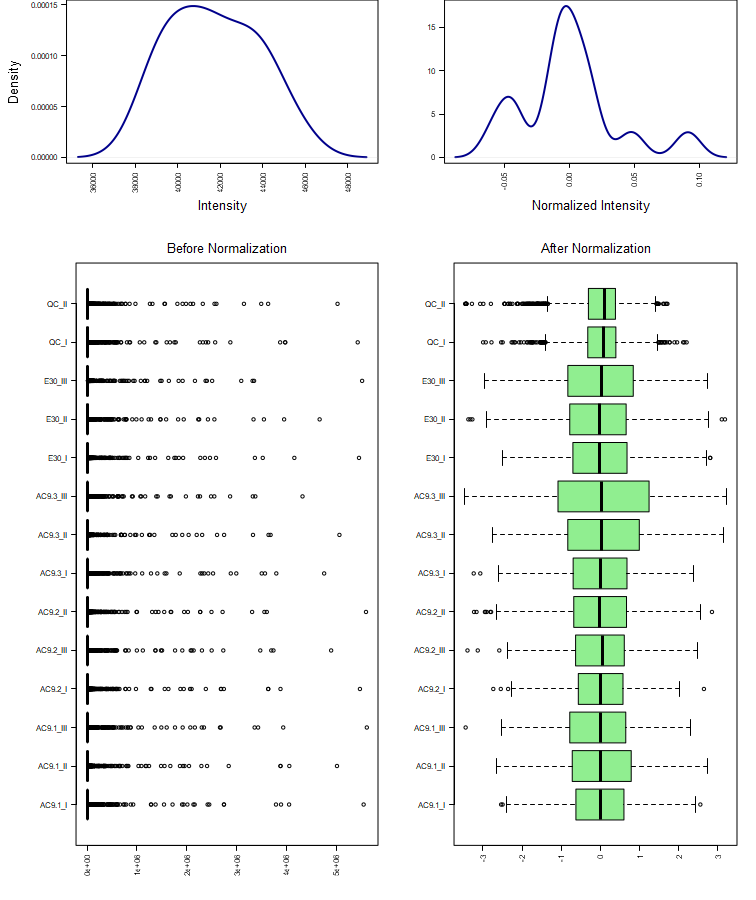 0.00015
0.00010
0.00005
0.00000
Density
36000 38000 40000 42000 44000 46000 48000
Intensity
15
10
5
0
-0.05 0.00 0.05 0.10
Normalized Intensity
Before Normalization
QC_II
QC_I
E30_III
E30_II
E30_I
AC9.3_III
AC9.3_II
AC9.3_I
AC9.2_II
AC9.2_III
AC9.2_I
AC9.1_III
AC9.1_II
AC9.1_I
0e+00 1e+06 2e+06 3e+06 4e+06 5e+06
After Normalization
QC_II
QC_I
E30_III
E30_II
E30_I
AC9.3_III
AC9.3_II
AC9.3_I
AC9.2_II
AC9.2_III
AC9.2_I
AC9.1_III
AC9.1_II
AC9.1_I
-3 -2 -1 0 1 2 3